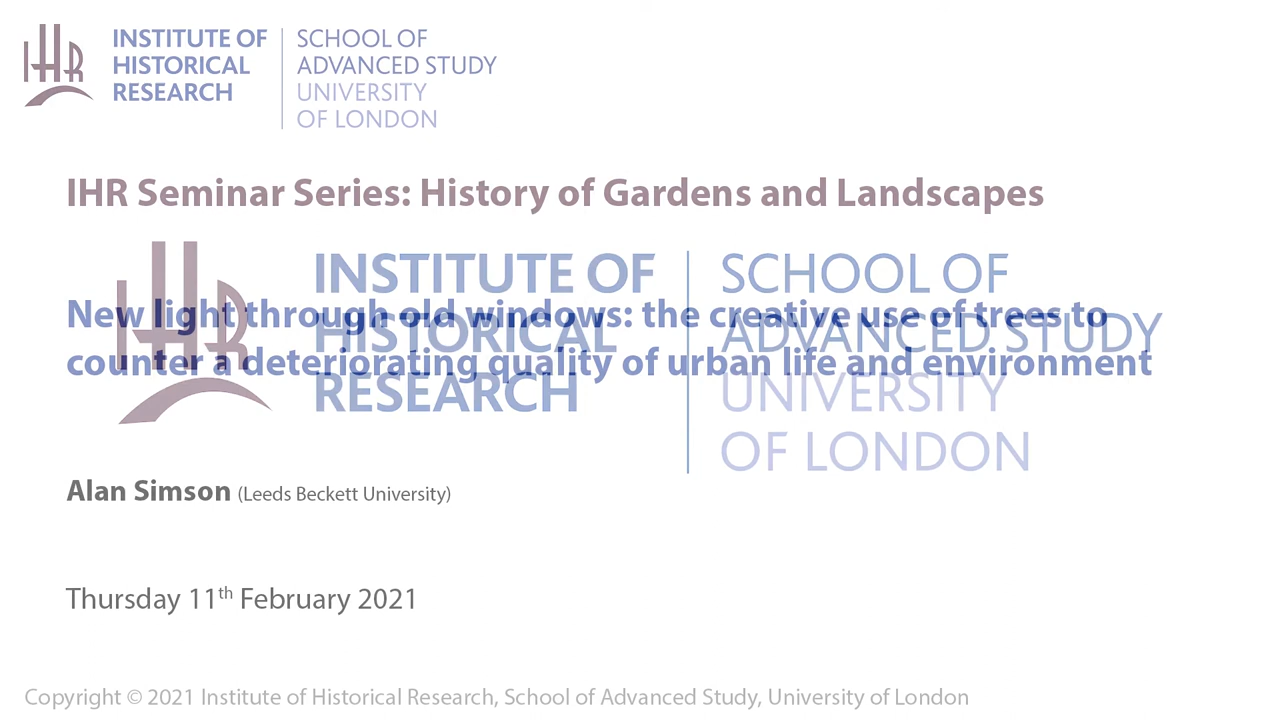 INSTITUTE OF
HISTORICAL
RESEARCH
SCHOOL OF
ADVANCED STUDY
UNIVERSITY
OF LONDON
IHR Seminar Series: History of Gardens and Landscapes
IHR
INSTITUTE OF
HISTORICAL
RESEARCH
SCHOOL OF
ADVANCED STUDY
UNIVERSITY
OF LONDON
New light through old windows: the creative use of trees to
counter a deteriorating quality of urban life and environment
Alan Simson (Leeds Beckett University)
Thursday 11th February 2021
Copyright © 2021 Institute of Historical Research, School of Advanced Study, University of London